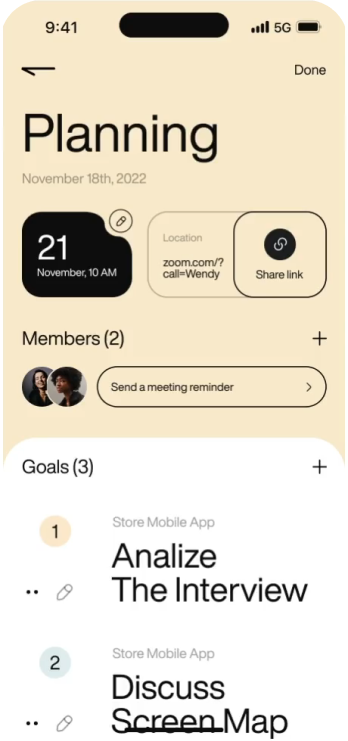 9:41
5G
Done
Planning
November 18th, 2022
21
November, 10 AM
Location
zoom.com/?
call=Wendy
Share link
Members (2)
Send a meeting reminder
Goals (3)
1
Store Mobile App
Analize
The Interview
2
Store Mobile App
Discuss
Screen Map